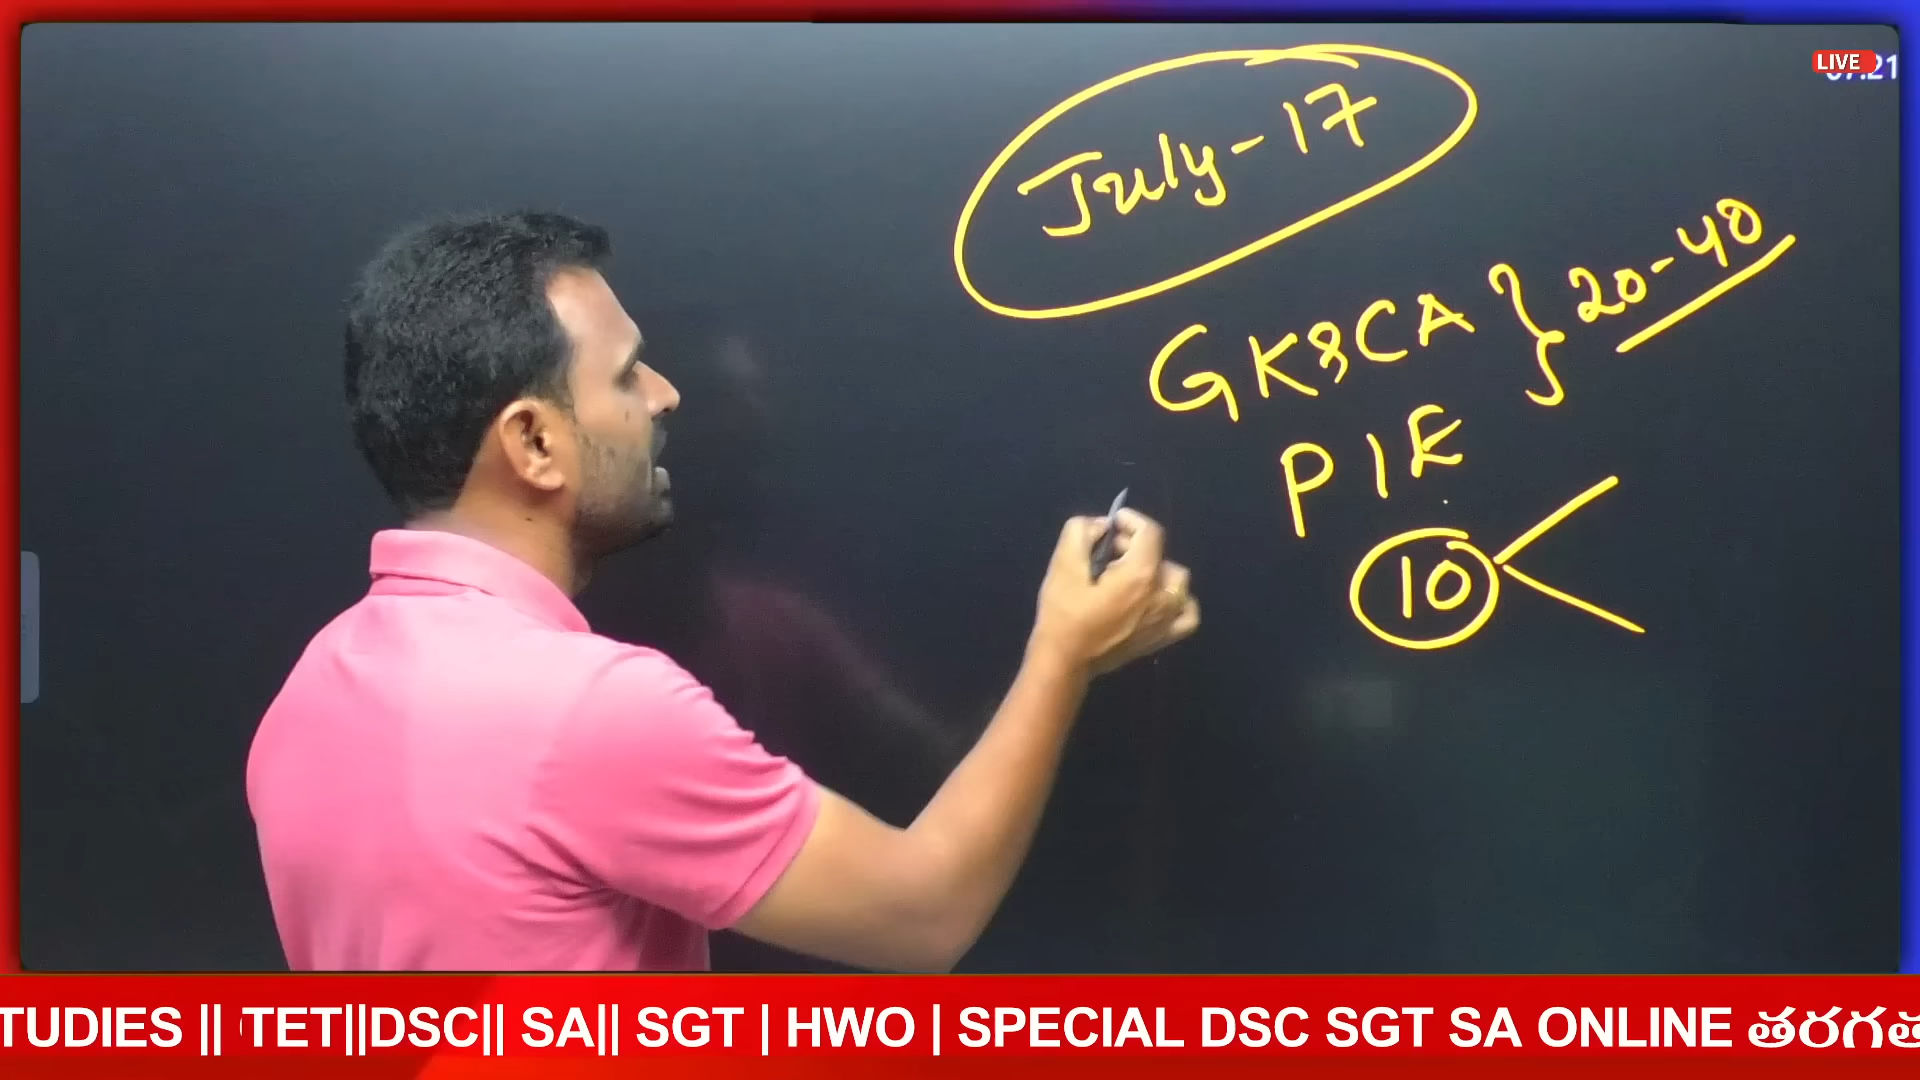 LIVE
July-17
GK&CA } 20-40
PIE
10
TUDIES || TET||DSC|| SA|| SGT | HWO | SPECIAL DSC SGT SA ONLINE తరగత